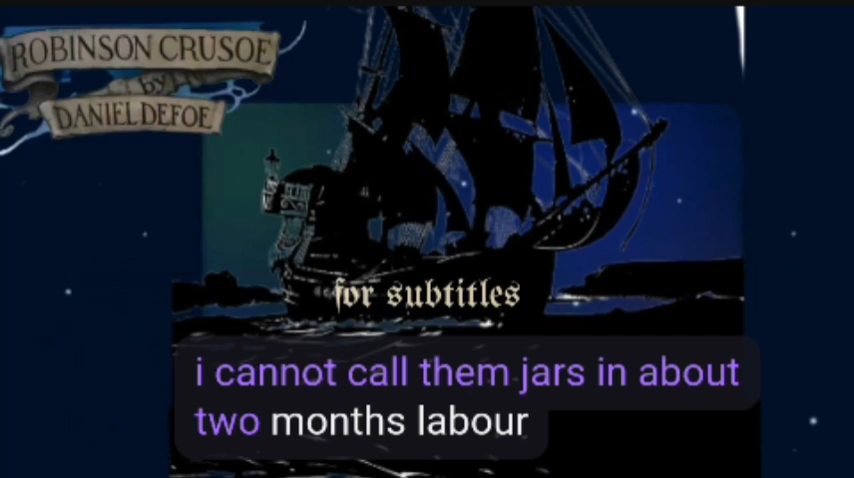 ROBINSON CRUSOE
by
DANIEL DEFOE
for subtitles
i cannot call them jars in about
two months labour